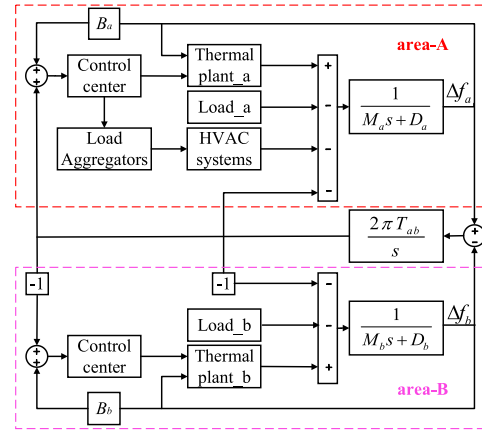 B_a
area-A
+
+
Control
center
Thermal
plant_a
Load_a
Load
Aggregators
HVAC
systems
+
-
-
-
1
M_a s + D_a
Δf_a
2πT_ab
s
+
-
-1
-1
Load_b
Control
center
Thermal
plant_b
+
+
-
-
+
1
M_b s + D_b
Δf_b
B_b
area-B